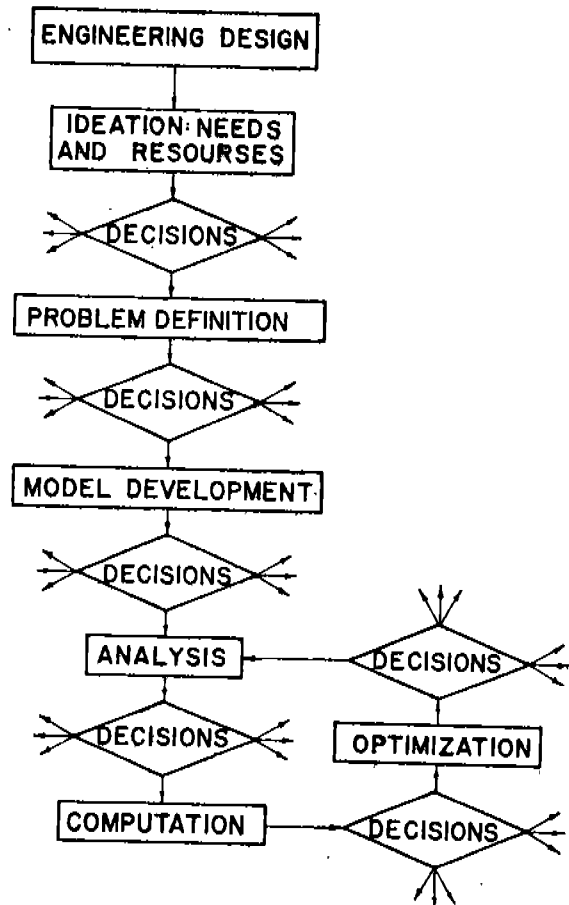 ENGINEERING DESIGN
IDEATION: NEEDS
AND RESOURSES
DECISIONS
PROBLEM DEFINITION
DECISIONS
MODEL DEVELOPMENT
DECISIONS
ANALYSIS
DECISIONS
DECISIONS
OPTIMIZATION
COMPUTATION
DECISIONS